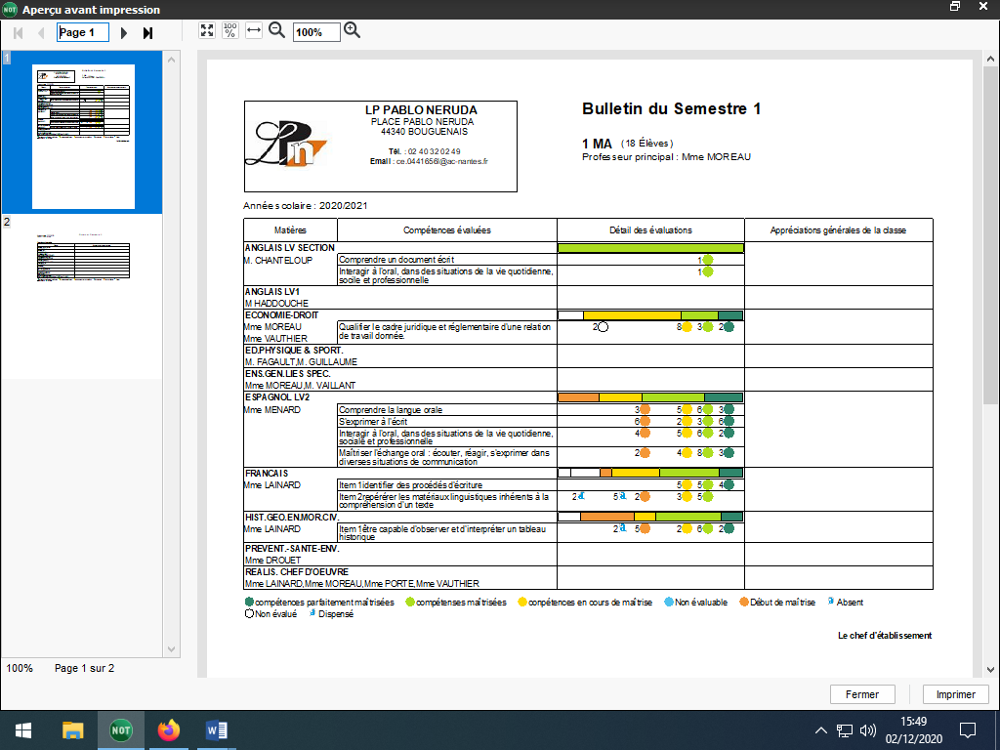 Aperçu avant impression
Page 1
100 %
100%
1
2
LP PABLO NERUDA
PLACE PABLO NERUDA
44340 BOUGUENAIS
Tél. : 02 40 32 02 49
Email : ce.0441656l@ac-nantes.fr
Bulletin du Semestre 1
1 MA (18 Élèves)
Professeur principal : Mme MOREAU
Année scolaire : 2020/2021
Matières Compétences évaluées Détail des évaluations Appréciations générales de la classe
ANGLAIS LV SECTION
M. CHANTELOUP Comprendre un document écrit 1
Interagir à l'oral, dans des situations de la vie quotidienne, 1
socile et professionnelle
ANGLAIS LV1
M HADDOUCHE
ECONOMIE-DROIT
Mme MOREAU Qualifier le cadre juridique et réglementaire d'une relation 2 8 3 2
Mme VAUTHIER de travail donnée.
ED.PHYSIQUE & SPORT.
M. FAGAULT,M. GUILLAUME
ENS.GEN.LIES SPEC.
Mme MOREAU,M. VAILLANT
ESPAGNOL LV2
Mme MENARD Comprendre la langue orale 3 5 6 3
S'exprimer à l'écrit 6 2 3 6
Interagir à l'oral, dans des situations de la vie quotidienne, 4 5 6 2
sociale et professionnelle
Maîtriser l'échange oral : écouter, réagir, s'exprimer dans 2 4 8 3
diverses situations de communication
FRANCAIS
Mme LAINARD Item 1identifier des procédés d'écriture 5 5 4
Item 2repérérer les matériaux linguistiques inhérents à la 2 a 5 a 2 3 5
compréhension d'un texte
HIST.GEO.EN.MOR.CIV.
Mme LAINARD Item 1être capable d'observer et d'interpréter un tableau 2 a 5 2 6 2
historique
PREVENT.-SANTE-ENV.
Mme DROUET
REALIS. CHEF D'OEUVRE
Mme LAINARD,Mme MOREAU,Mme PORTE,Mme VAUTHIER
compétences parfaitement maîtrisées compétenses maîtrisées compétences en cours de maîtrise Non évaluable Début de maîtrise a Absent
Non évalué d Dispensé
Le chef d'établissement
100% Page 1 sur 2
Fermer Imprimer
NOT
15:49
02/12/2020